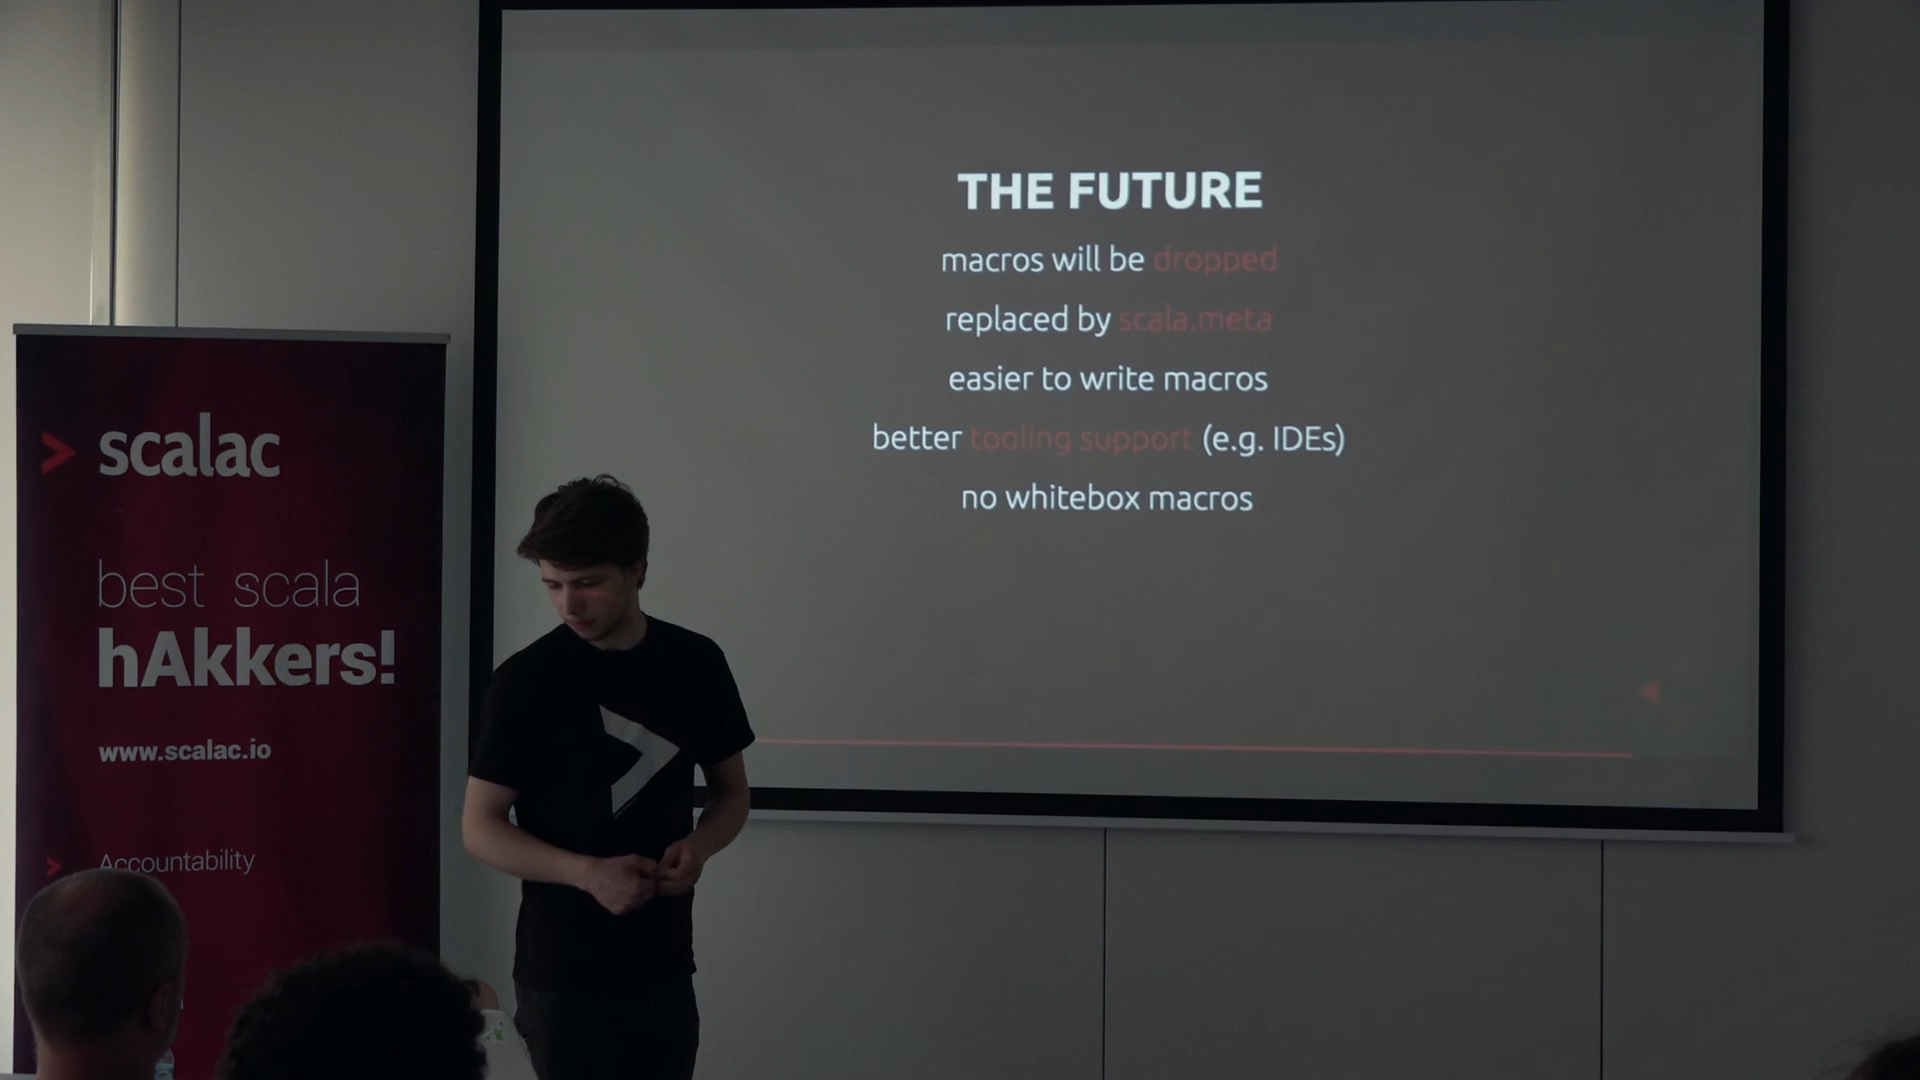 THE FUTURE
macros will be dropped
replaced by scala.meta
easier to write macros
better tooling support (e.g. IDEs)
no whitebox macros
scalac
best scala
hAkkers!
www.scalac.io
Accountability